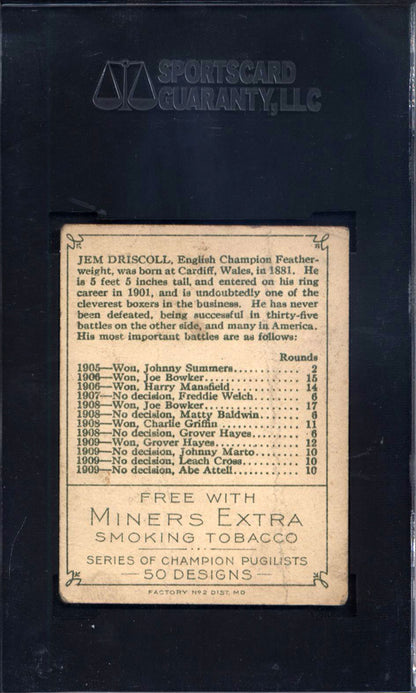 SPORTSCARD
GUARANTY, LLC
JEM DRISCOLL, English Champion Feather-
weight, was born at Cardiff, Wales, in 1881. He
is 5 feet 5 inches tall, and entered on his ring
career in 1901, and is undoubtedly one of the
cleverest boxers in the business. He has never
been defeated, being successful in thirty-five
battles on the other side, and many in America.
His most important battles are as follows:
Rounds
1905—Won, Johnny Summers............ 2
1906—Won, Joe Bowker................. 15
1906—Won, Harry Mansfield............ 14
1907—No decision, Freddie Welch....... 6
1908—Won, Joe Bowker................. 17
1908—No decision, Matty Baldwin....... 6
1908—Won, Charlie Griffin............. 11
1908—No decision, Grover Hayes........ 6
1909—Won, Grover Hayes............... 12
1909—No decision, Johnny Marto........ 10
1909—No decision, Leach Cross.......... 10
1909—No decision, Abe Attell............ 10
FREE WITH
MINERS EXTRA
SMOKING TOBACCO
SERIES OF CHAMPION PUGILISTS
— 50 DESIGNS —
FACTORY Nº2 DIST. MD